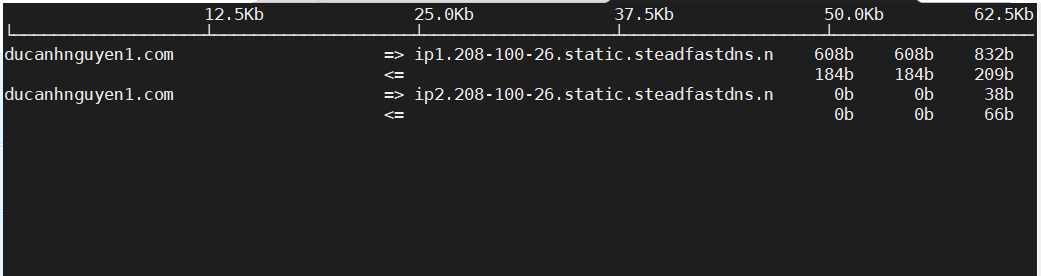 12.5Kb 25.0Kb 37.5Kb 50.0Kb 62.5Kb
ducanhnguyen1.com => ip1.208-100-26.static.steadfastdns.n 608b 608b 832b
<= 184b 184b 209b
ducanhnguyen1.com => ip2.208-100-26.static.steadfastdns.n 0b 0b 38b
<= 0b 0b 66b